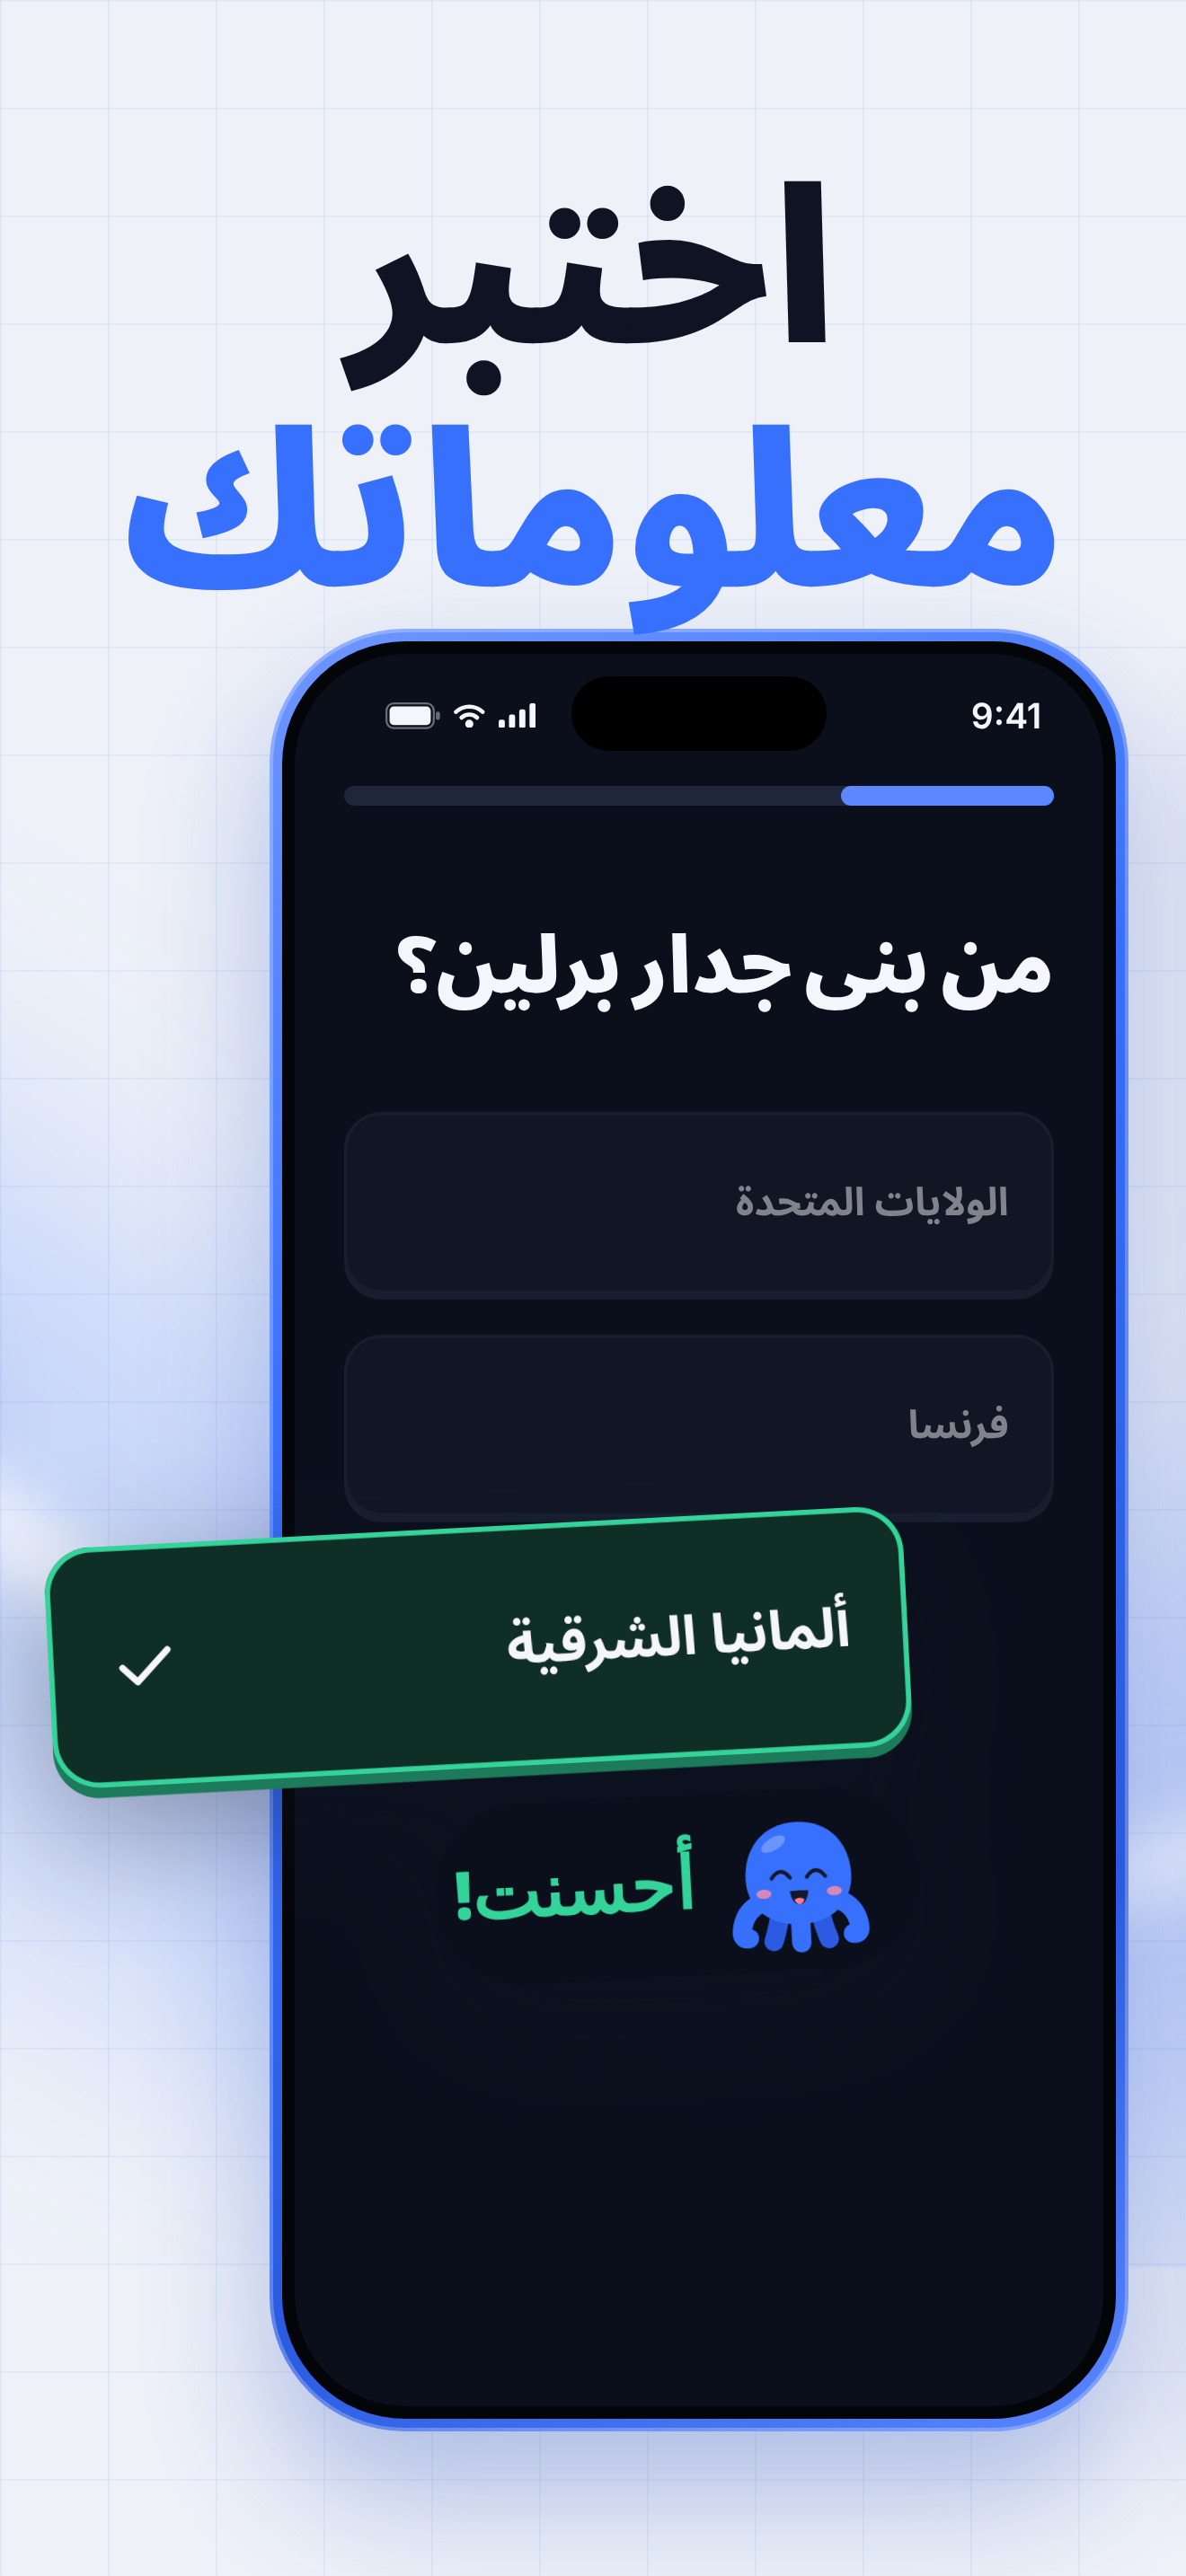 اختبر
معلوماتك
9:41
من بنى جدار برلين؟
الولايات المتحدة
فرنسا
ألمانيا الشرقية
أحسنت!